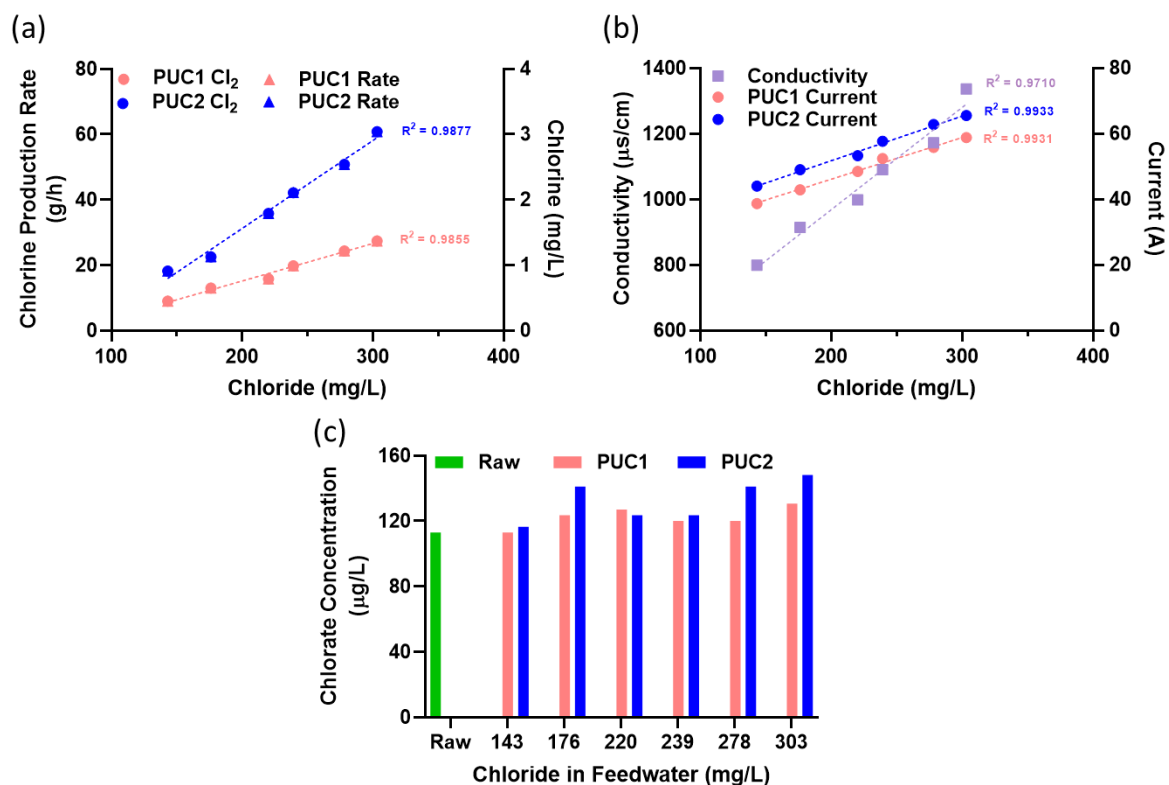 (a)
PUC1 Cl2
PUC1 Rate
PUC2 Cl2
PUC2 Rate
80
60
40
20
0
Chlorine Production Rate
(g/h)
R2 = 0.9877
R2 = 0.9855
4
3
2
1
0
Chlorine (mg/L)
100
200
300
400
Chloride (mg/L)
(b)
Conductivity
PUC1 Current
PUC2 Current
1400
1200
1000
800
600
Conductivity (µs/cm)
R2 = 0.9710
R2 = 0.9933
R2 = 0.9931
80
60
40
20
0
Current
(A)
100
200
300
400
Chloride (mg/L)
(c)
Raw
PUC1
PUC2
160
120
80
40
0
Chlorate Concentration
(µg/L)
Raw
143
176
220
239
278
303
Chloride in Feedwater (mg/L)